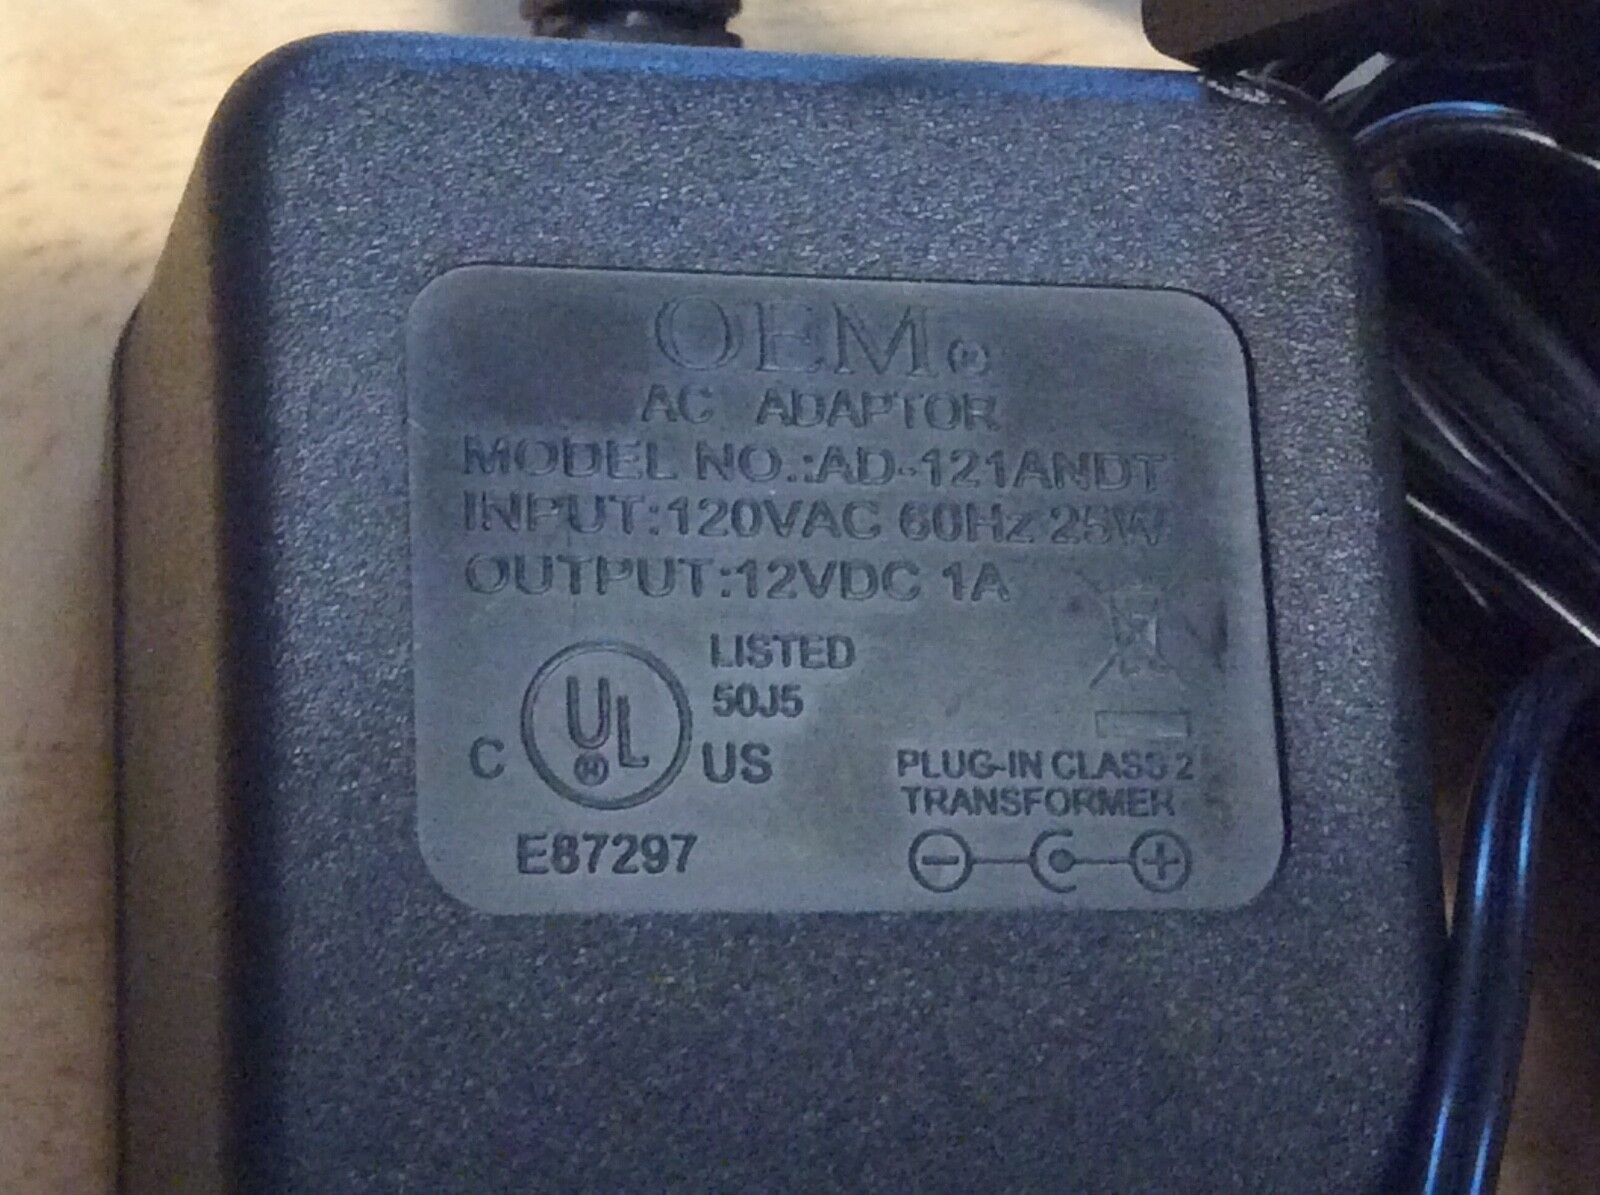 OEM®
AC ADAPTOR
MODEL NO.:AD-121ANDT
INPUT:120VAC 60Hz 25W
OUTPUT:12VDC 1A
LISTED
50J5
C UL® US
E87297
PLUG-IN CLASS 2
TRANSFORMER